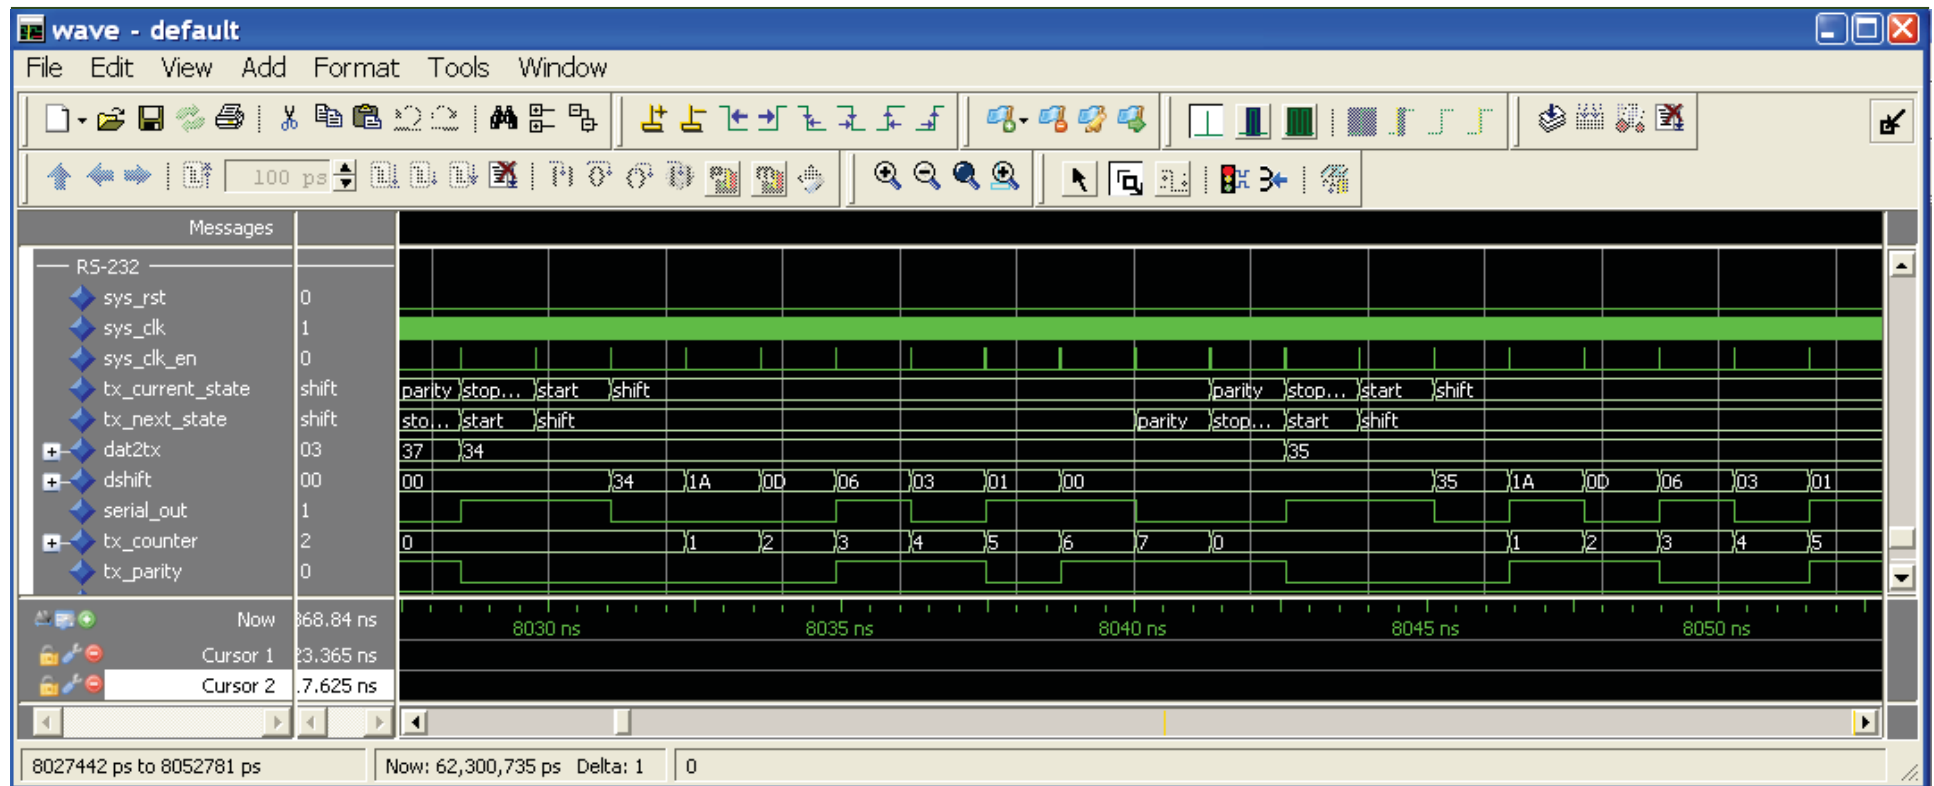 wave - default
File Edit View Add Format Tools Window
100 ps
Messages
RS-232
sys_rst 0
sys_clk 1
sys_clk_en 0
tx_current_state shift parity stop... start shift parity stop... start shift
tx_next_state shift sto... start shift parity stop... start shift
dat2tx 03 37 34 35
dshift 00 00 34 1A 0D 06 03 01 00 35 1A 0D 06 03 01
serial_out 1
tx_counter 2 0 1 2 3 4 5 6 7 0 1 2 3 4 5
tx_parity 0
Now 868.84 ns 8030 ns 8035 ns 8040 ns 8045 ns 8050 ns
Cursor 1 23.365 ns
Cursor 2 .7.625 ns
8027442 ps to 8052781 ps Now: 62,300,735 ps Delta: 1 0